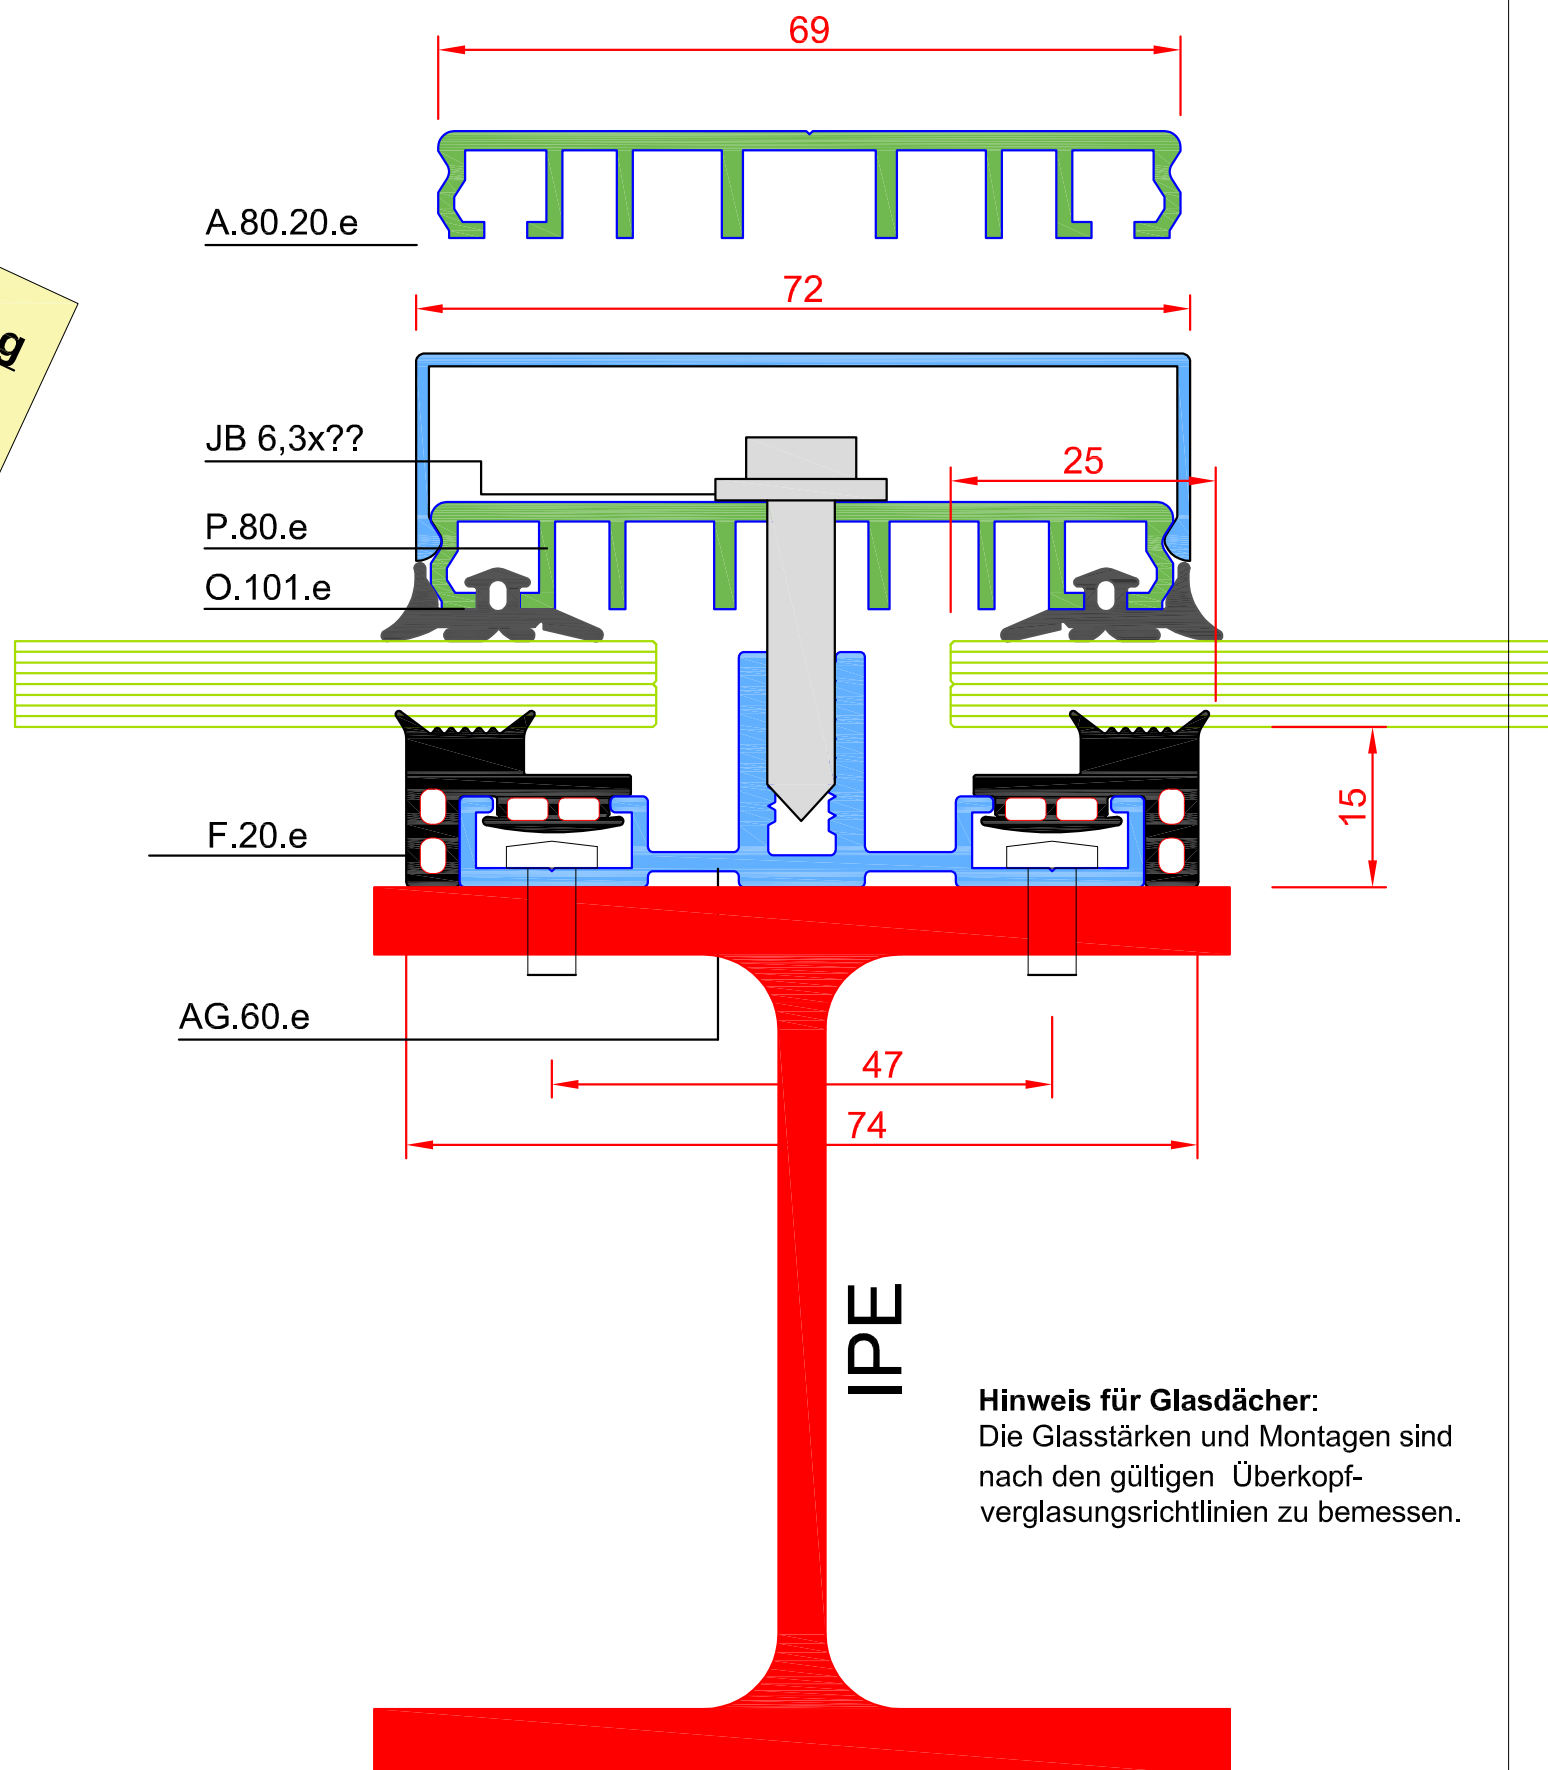 69
A.80.20.e
72
g
JB 6,3x??
25
P.80.e
O.101.e
15
F.20.e
AG.60.e
47
74
IPE
Hinweis für Glasdächer:
Die Glasstärken und Montagen sind
nach den gültigen Überkopf-
verglasungsrichtlinien zu bemessen.